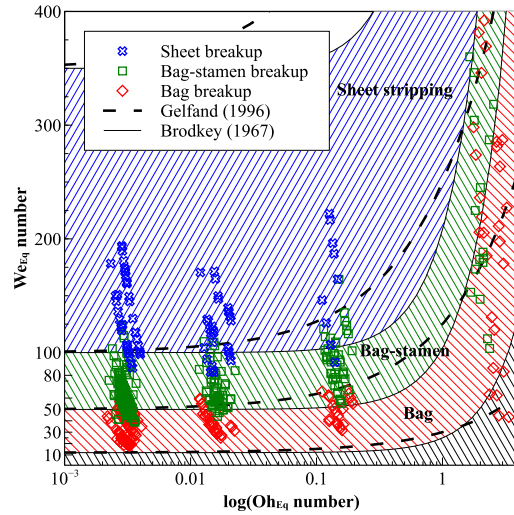 400
300
200
100
80
50
30
10
We_Eq number
Sheet breakup
Bag-stamen breakup
Bag breakup
Gelfand (1996)
Brodkey (1967)
Sheet stripping
Bag-stamen
Bag
10^-3
0.01
0.1
1
log(Oh_Eq number)